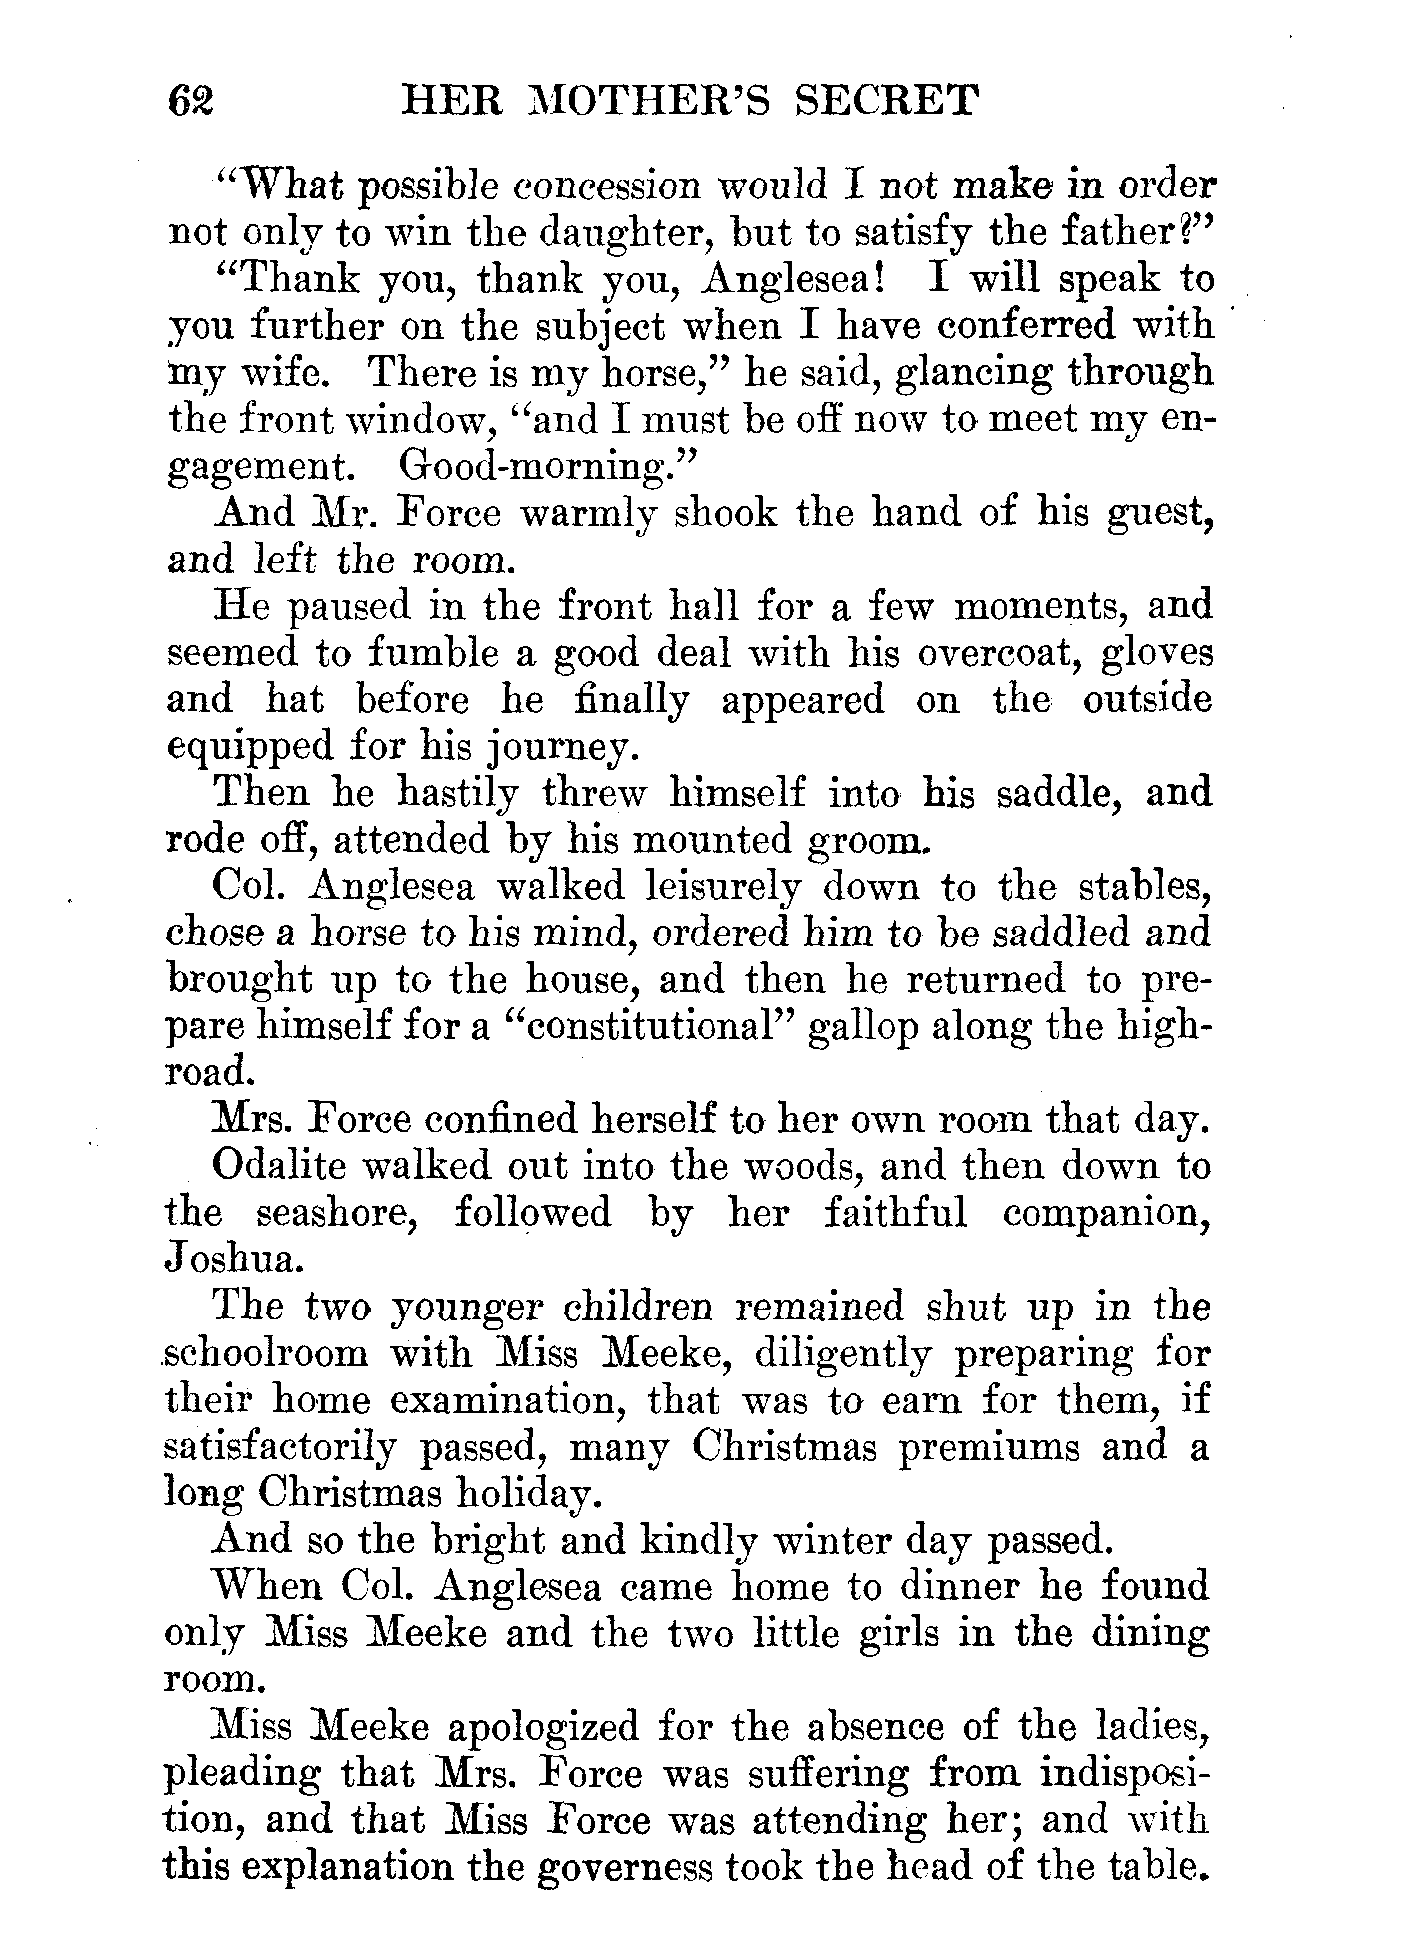 62 HER MOTHER'S SECRET
"What possible concession would I not make in order
not only to win the daughter, but to satisfy the father?"
"Thank you, thank you, Anglesea! I will speak to
you further on the subject when I have conferred with
my wife. There is my horse," he said, glancing through
the front window, "and I must be off now to meet my en-
gagement. Good-morning."
And Mr. Force warmly shook the hand of his guest,
and left the room.
He paused in the front hall for a few moments, and
seemed to fumble a good deal with his overcoat, gloves
and hat before he finally appeared on the outside
equipped for his journey.
Then he hastily threw himself into his saddle, and
rode off, attended by his mounted groom.
Col. Anglesea walked leisurely down to the stables,
chose a horse to his mind, ordered him to be saddled and
brought up to the house, and then he returned to pre-
pare himself for a "constitutional" gallop along the high-
road.
Mrs. Force confined herself to her own room that day.
Odalite walked out into the woods, and then down to
the seashore, followed by her faithful companion,
Joshua.
The two younger children remained shut up in the
schoolroom with Miss Meeke, diligently preparing for
their home examination, that was to earn for them, if
satisfactorily passed, many Christmas premiums and a
long Christmas holiday.
And so the bright and kindly winter day passed.
When Col. Anglesea came home to dinner he found
only Miss Meeke and the two little girls in the dining
room.
Miss Meeke apologized for the absence of the ladies,
pleading that Mrs. Force was suffering from indisposi-
tion, and that Miss Force was attending her; and with
this explanation the governess took the head of the table.